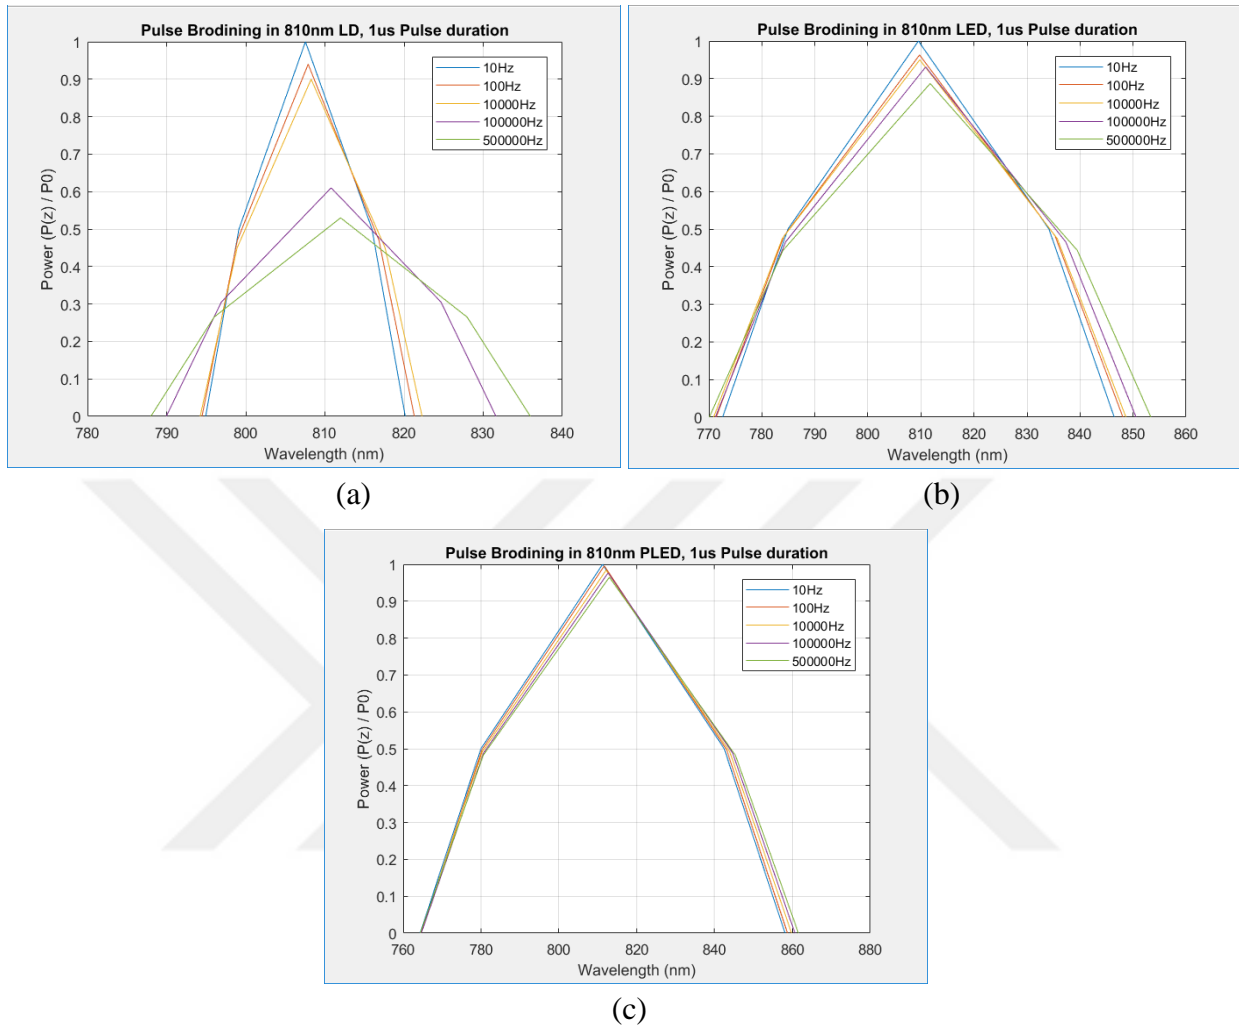 Pulse Brodining in 810nm LD, 1us Pulse duration
Power (P(z) / P0)
1
0.9
0.8
0.7
0.6
0.5
0.4
0.3
0.2
0.1
0
10Hz
100Hz
10000Hz
100000Hz
500000Hz
780 790 800 810 820 830 840
Wavelength (nm)
(a)
Pulse Brodining in 810nm LED, 1us Pulse duration
Power (P(z) / P0)
1
0.9
0.8
0.7
0.6
0.5
0.4
0.3
0.2
0.1
0
10Hz
100Hz
10000Hz
100000Hz
500000Hz
770 780 790 800 810 820 830 840 850 860
Wavelength (nm)
(b)
Pulse Brodining in 810nm PLED, 1us Pulse duration
Power (P(z) / P0)
1
0.9
0.8
0.7
0.6
0.5
0.4
0.3
0.2
0.1
0
10Hz
100Hz
10000Hz
100000Hz
500000Hz
760 780 800 820 840 860 880
Wavelength (nm)
(c)